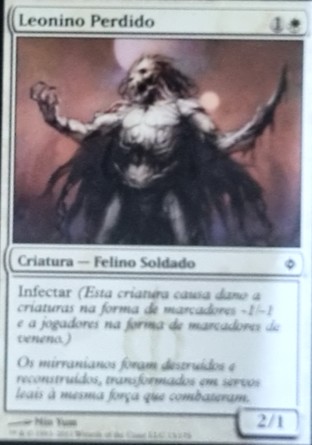 Leonino Perdido
1
Criatura — Felino Soldado
Infectar (Esta criatura causa dano a
criaturas na forma de marcadores -1/-1
e a jogadores na forma de marcadores de
veneno.)
Os mirranianos foram destruídos e
reconstruídos, transformados em servos
leais à mesma força que combateram.
Nin Yum
2/1